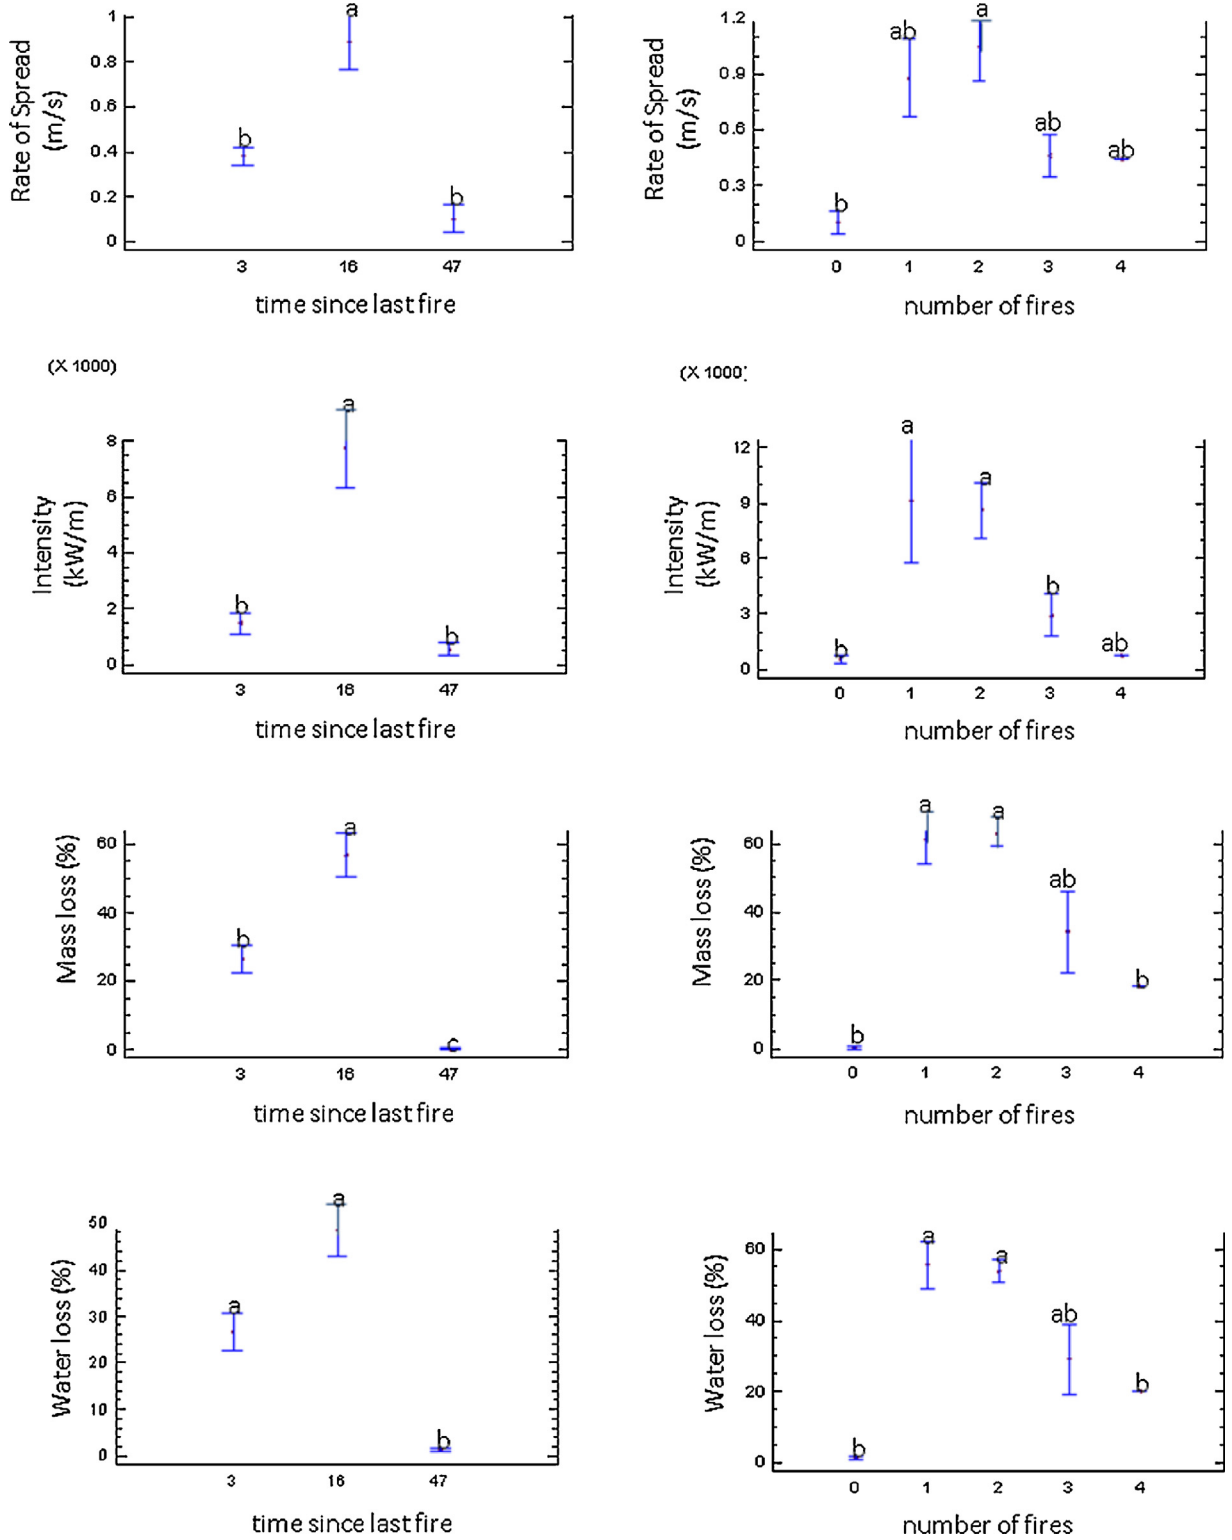 Rate of Spread
(m/s)
1
0.8
0.6
0.4
0.2
0
b
a
b
3 16 47
time since last fire
Rate of Spread
(m/s)
1.2
0.9
0.6
0.3
0
b
ab
a
ab
ab
0 1 2 3 4
number of fires
(X 1000)
Intensity
(kW/m)
8
6
4
2
0
b
a
b
3 16 47
time since last fire
(X 1000)
Intensity
(kW/m)
12
9
6
3
0
b
a
a
b
ab
0 1 2 3 4
number of fires
Mass loss (%)
60
40
20
0
b
a
c
3 16 47
time since last fire
Mass loss (%)
60
40
20
0
b
a
a
ab
b
0 1 2 3 4
number of fires
Water loss (%)
50
40
30
20
10
0
a
a
b
3 16 47
time since last fire
Water loss (%)
60
40
20
0
b
a
a
ab
b
0 1 2 3 4
number of fires